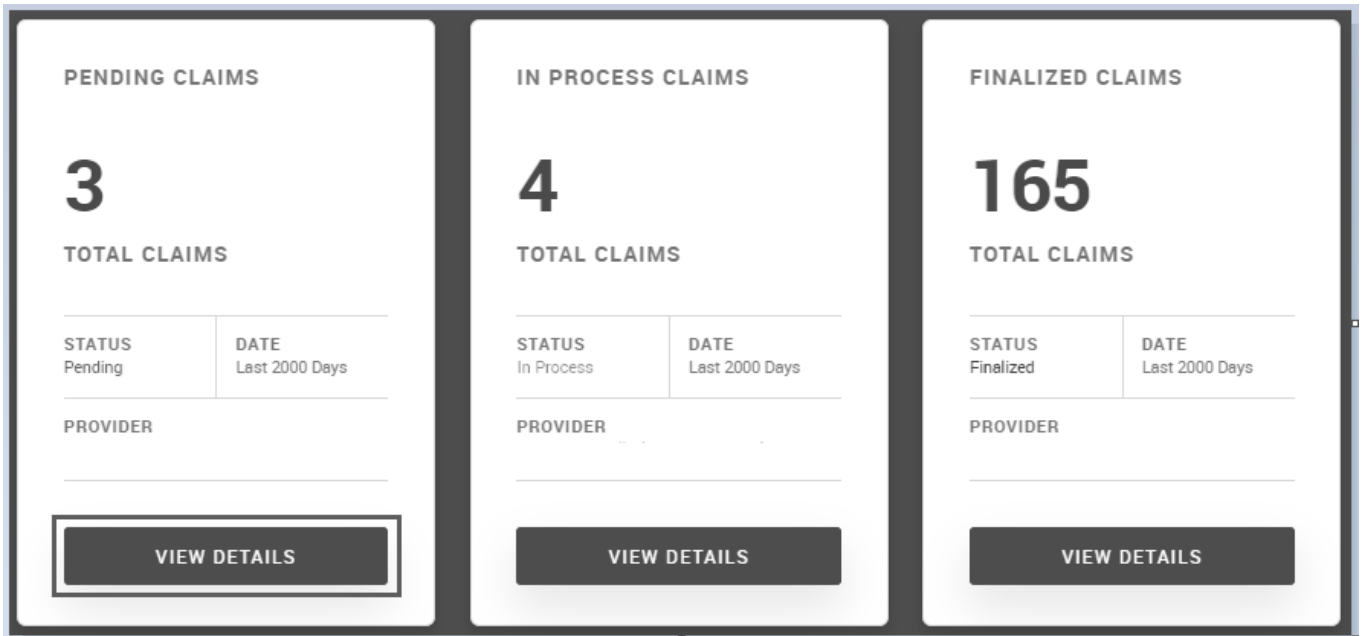 PENDING CLAIMS
3
TOTAL CLAIMS
STATUS
Pending
DATE
Last 2000 Days
PROVIDER
VIEW DETAILS
IN PROCESS CLAIMS
4
TOTAL CLAIMS
STATUS
In Process
DATE
Last 2000 Days
PROVIDER
VIEW DETAILS
FINALIZED CLAIMS
165
TOTAL CLAIMS
STATUS
Finalized
DATE
Last 2000 Days
PROVIDER
VIEW DETAILS